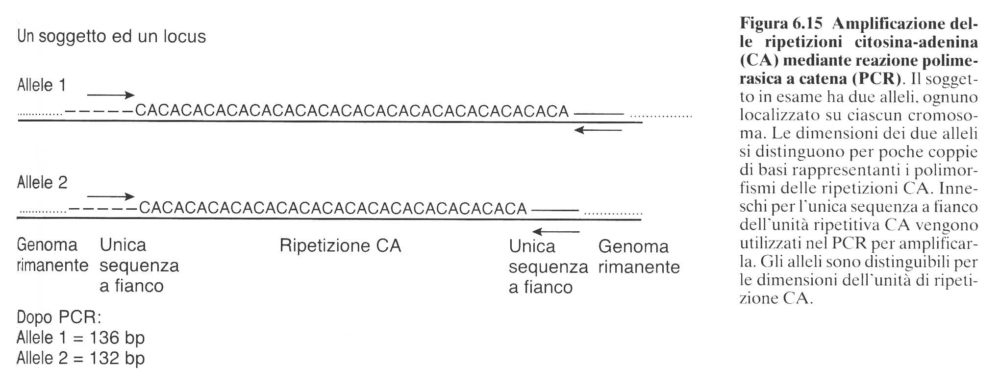 Un soggetto ed un locus
Allele 1
CACACACACACACACACACACACACACACACACACACA
Allele 2
CACACACACACACACACACACACACACACACACA
Genoma rimanente
Unica sequenza a fianco
Ripetizione CA
Unica sequenza a fianco
Genoma rimanente
Dopo PCR:
Allele 1 = 136 bp
Allele 2 = 132 bp
Figura 6.15 Amplificazione del-
le ripetizioni citosina-adenina
(CA) mediante reazione polime-
rasica a catena (PCR). Il sogget-
to in esame ha due alleli, ognuno
localizzato su ciascun cromoso-
ma. Le dimensioni dei due alleli
si distinguono per poche coppie
di basi rappresentanti i polimor-
fismi delle ripetizioni CA. Inne-
schi per l'unica sequenza a fianco
dell'unità ripetitiva CA vengono
utilizzati nel PCR per amplificar-
la. Gli alleli sono distinguibili per
le dimensioni dell'unità di ripeti-
zione CA.